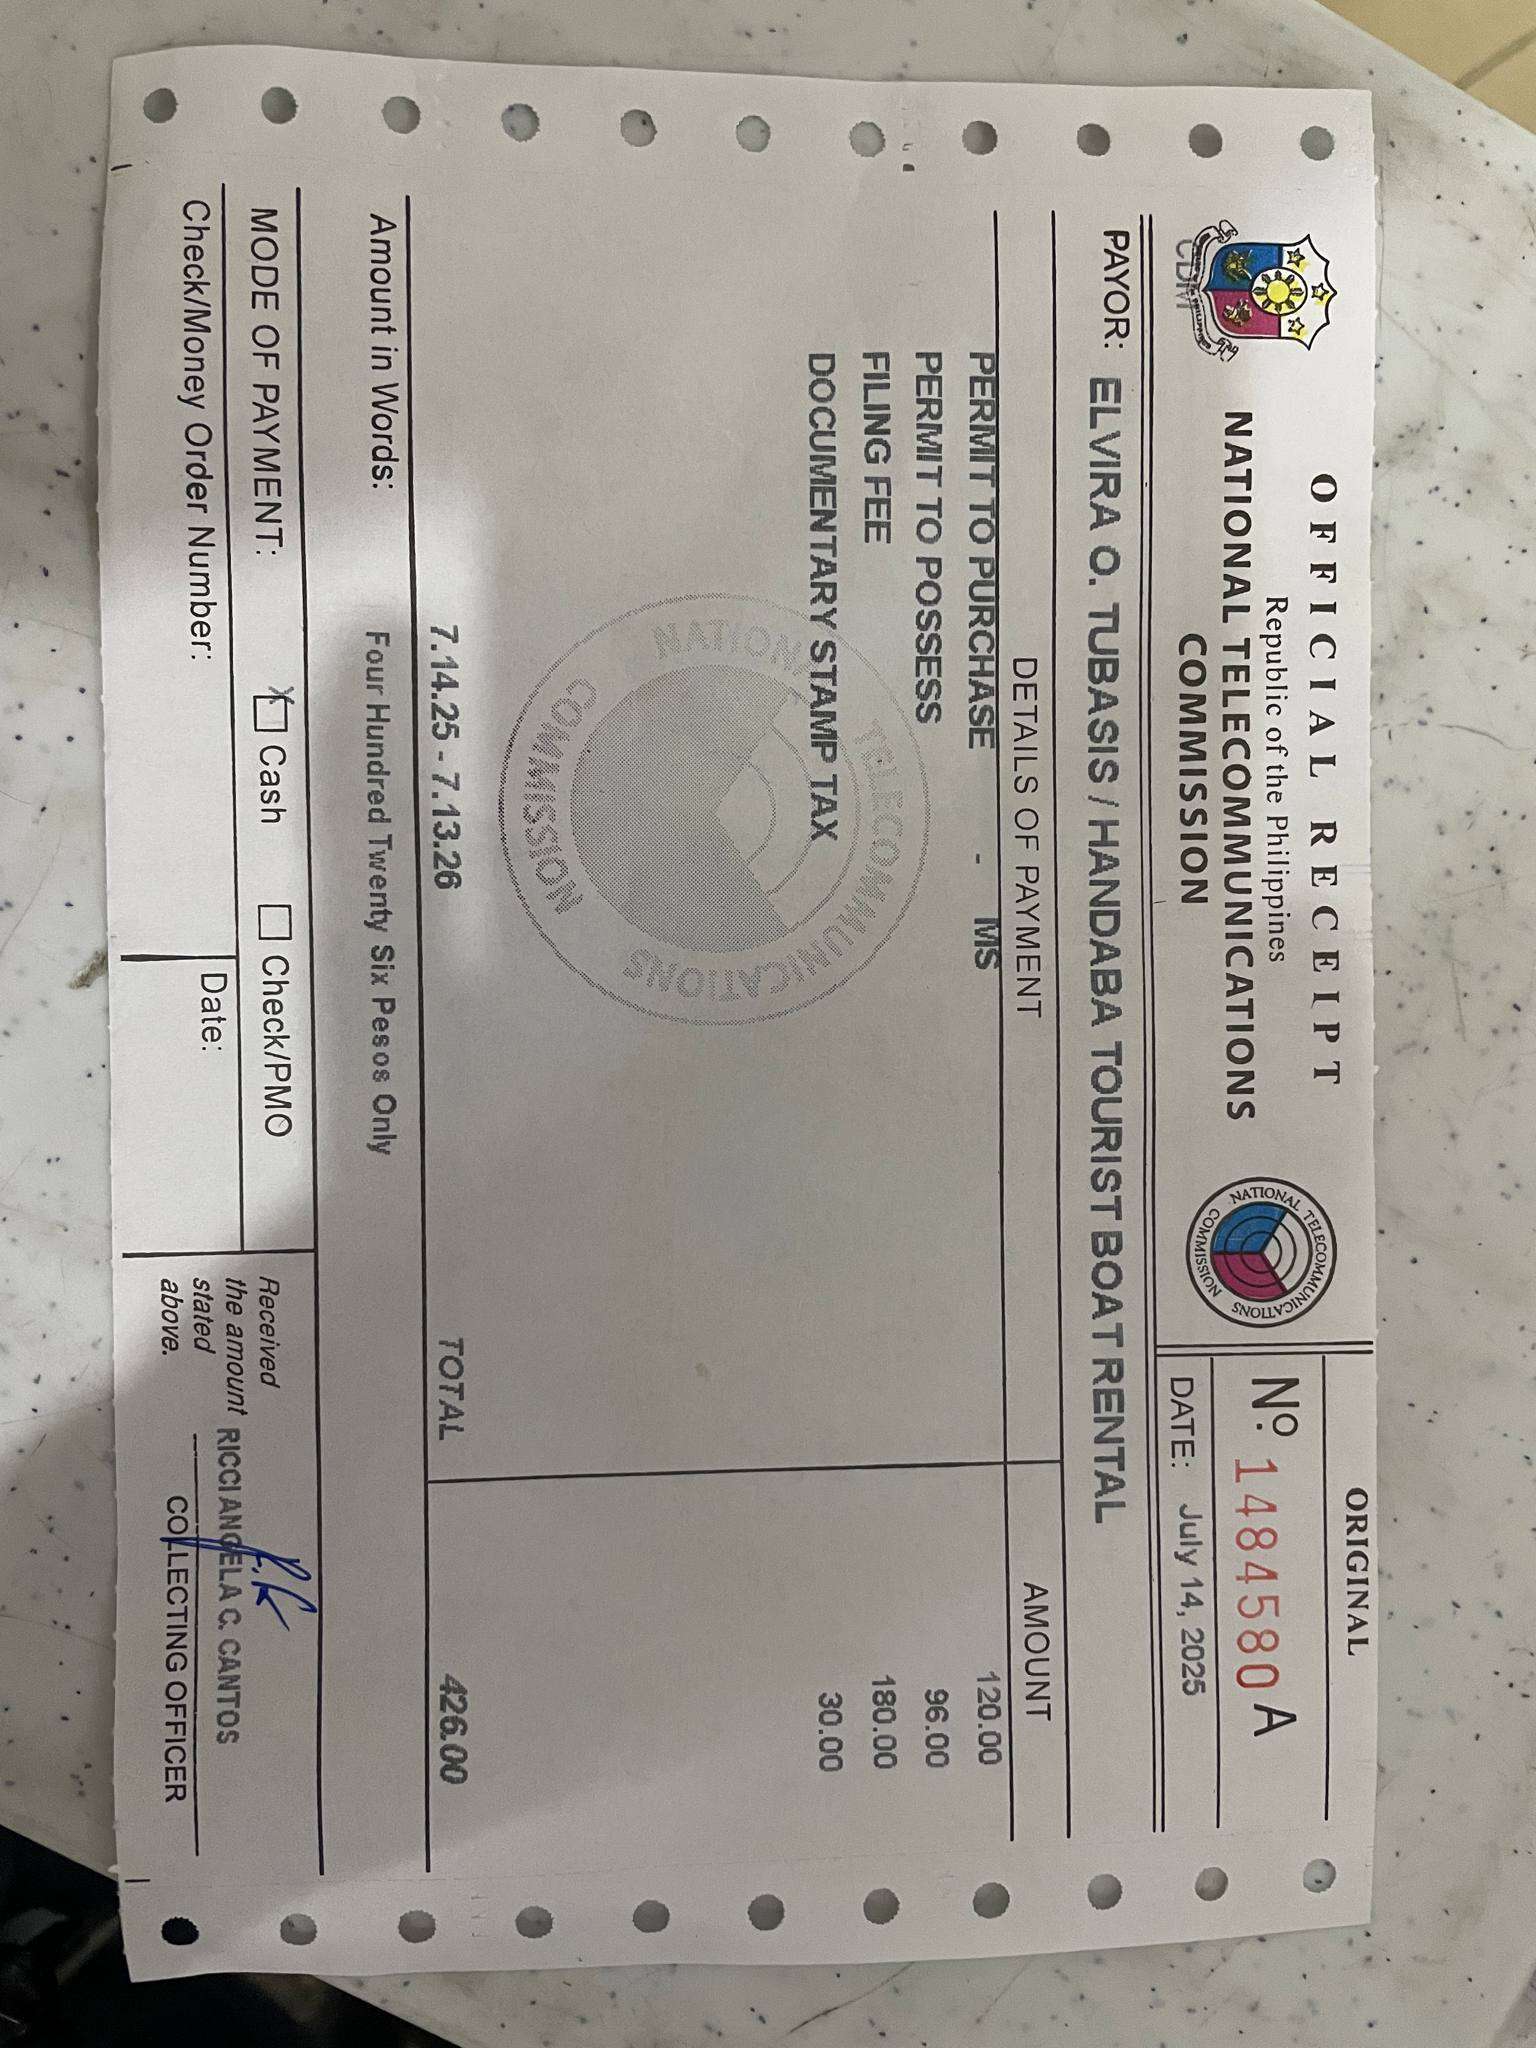 ORIGINAL
OFFICIAL RECEIPT
Republic of the Philippines
NATIONAL TELECOMMUNICATIONS
COMMISSION
CDM
NATIONAL TELECOMMUNICATIONS COMMISSION
Nº. 1484580 A
DATE: July 14, 2025
PAYOR: ELVIRA O. TUBASIS / HANDABA TOURIST BOAT RENTAL
DETAILS OF PAYMENT AMOUNT
PERMIT TO PURCHASE - MS 120.00
PERMIT TO POSSESS 96.00
FILING FEE 180.00
DOCUMENTARY STAMP TAX 30.00
NATIONAL TELECOMMUNICATIONS COMMISSION
7.14.25 - 7.13.26 TOTAL 426.00
Amount in Words: Four Hundred Twenty Six Pesos Only
MODE OF PAYMENT: X Cash Check/PMO
Check/Money Order Number: Date:
Received
the amount
stated
above.
RICCI ANGELA C. CANTOS
COLLECTING OFFICER